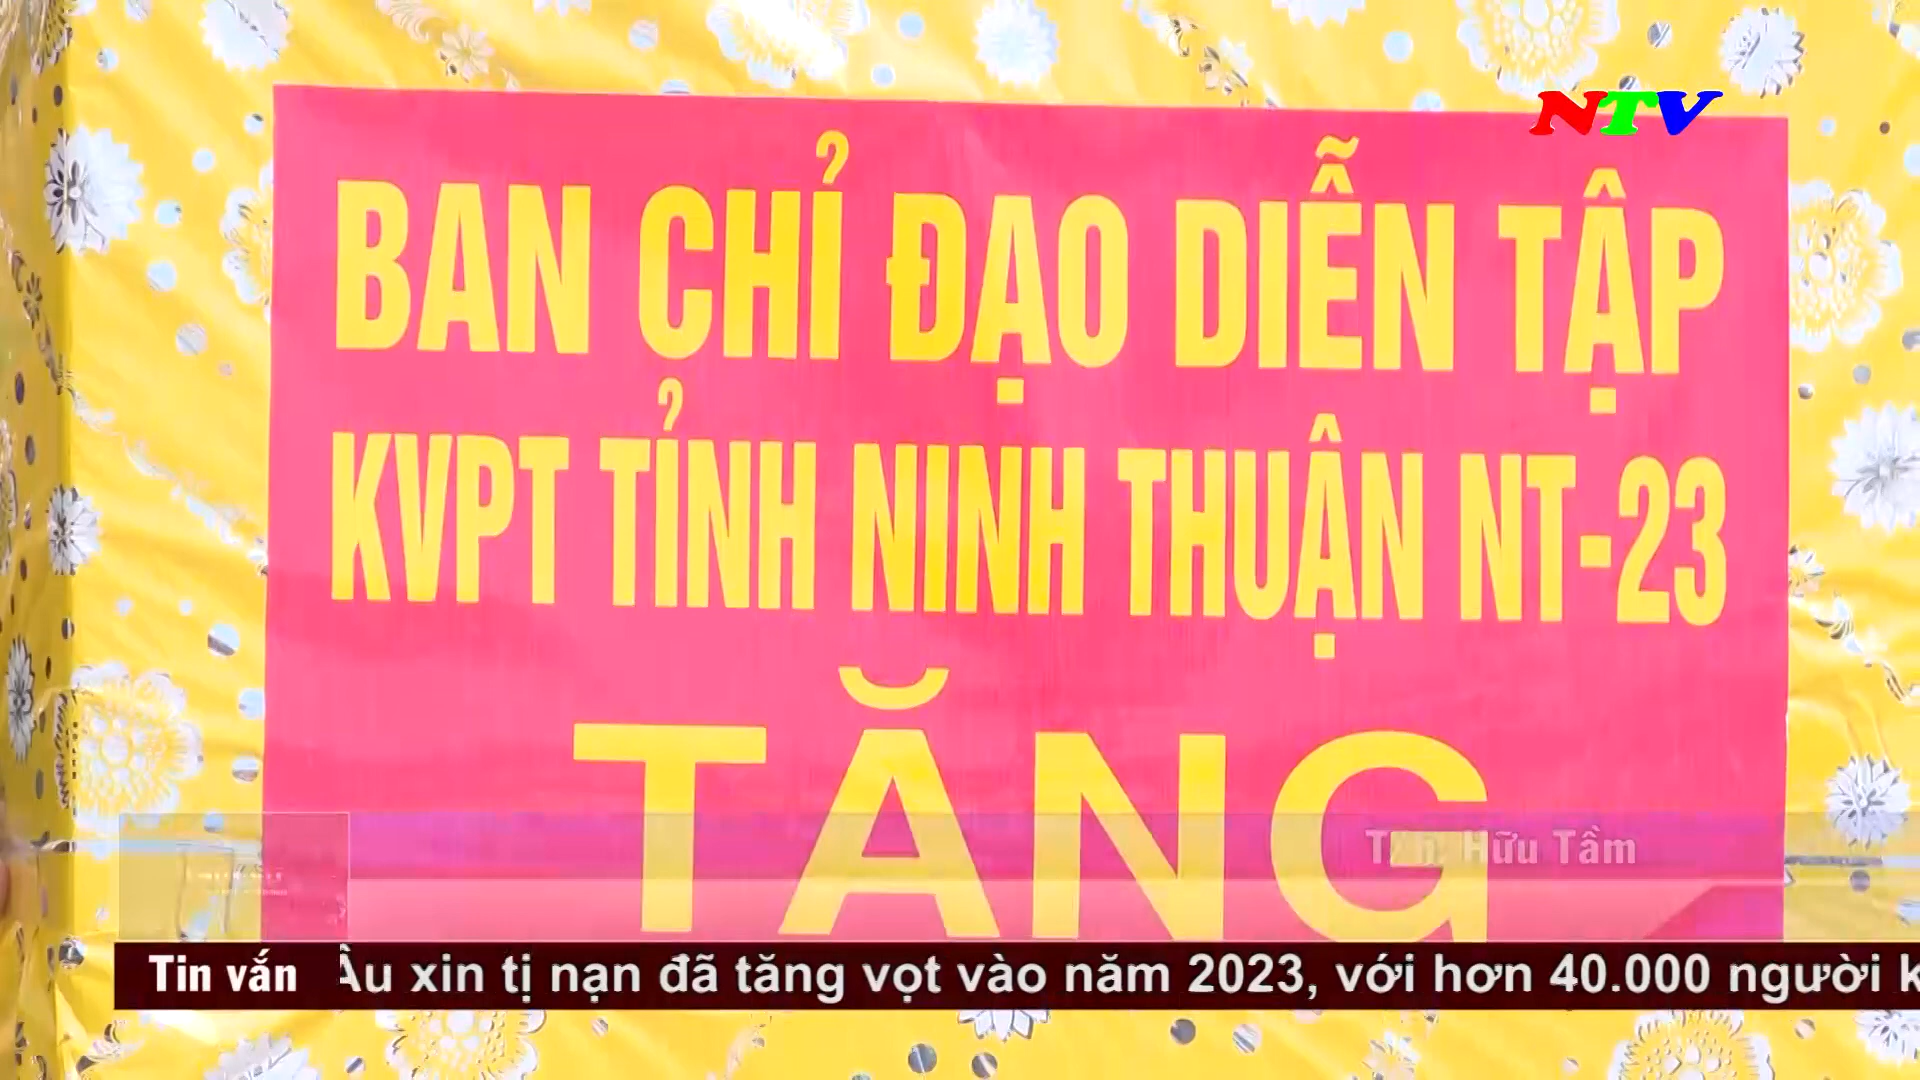 NTV
BAN CHỈ ĐẠO DIỄN TẬP
KVPT TỈNH NINH THUẬN NT-23
TĂNG
Hữu Tầm
Tin vắn
Âu xin tị nạn đã tăng vọt vào năm 2023, với hơn 40.000 người k